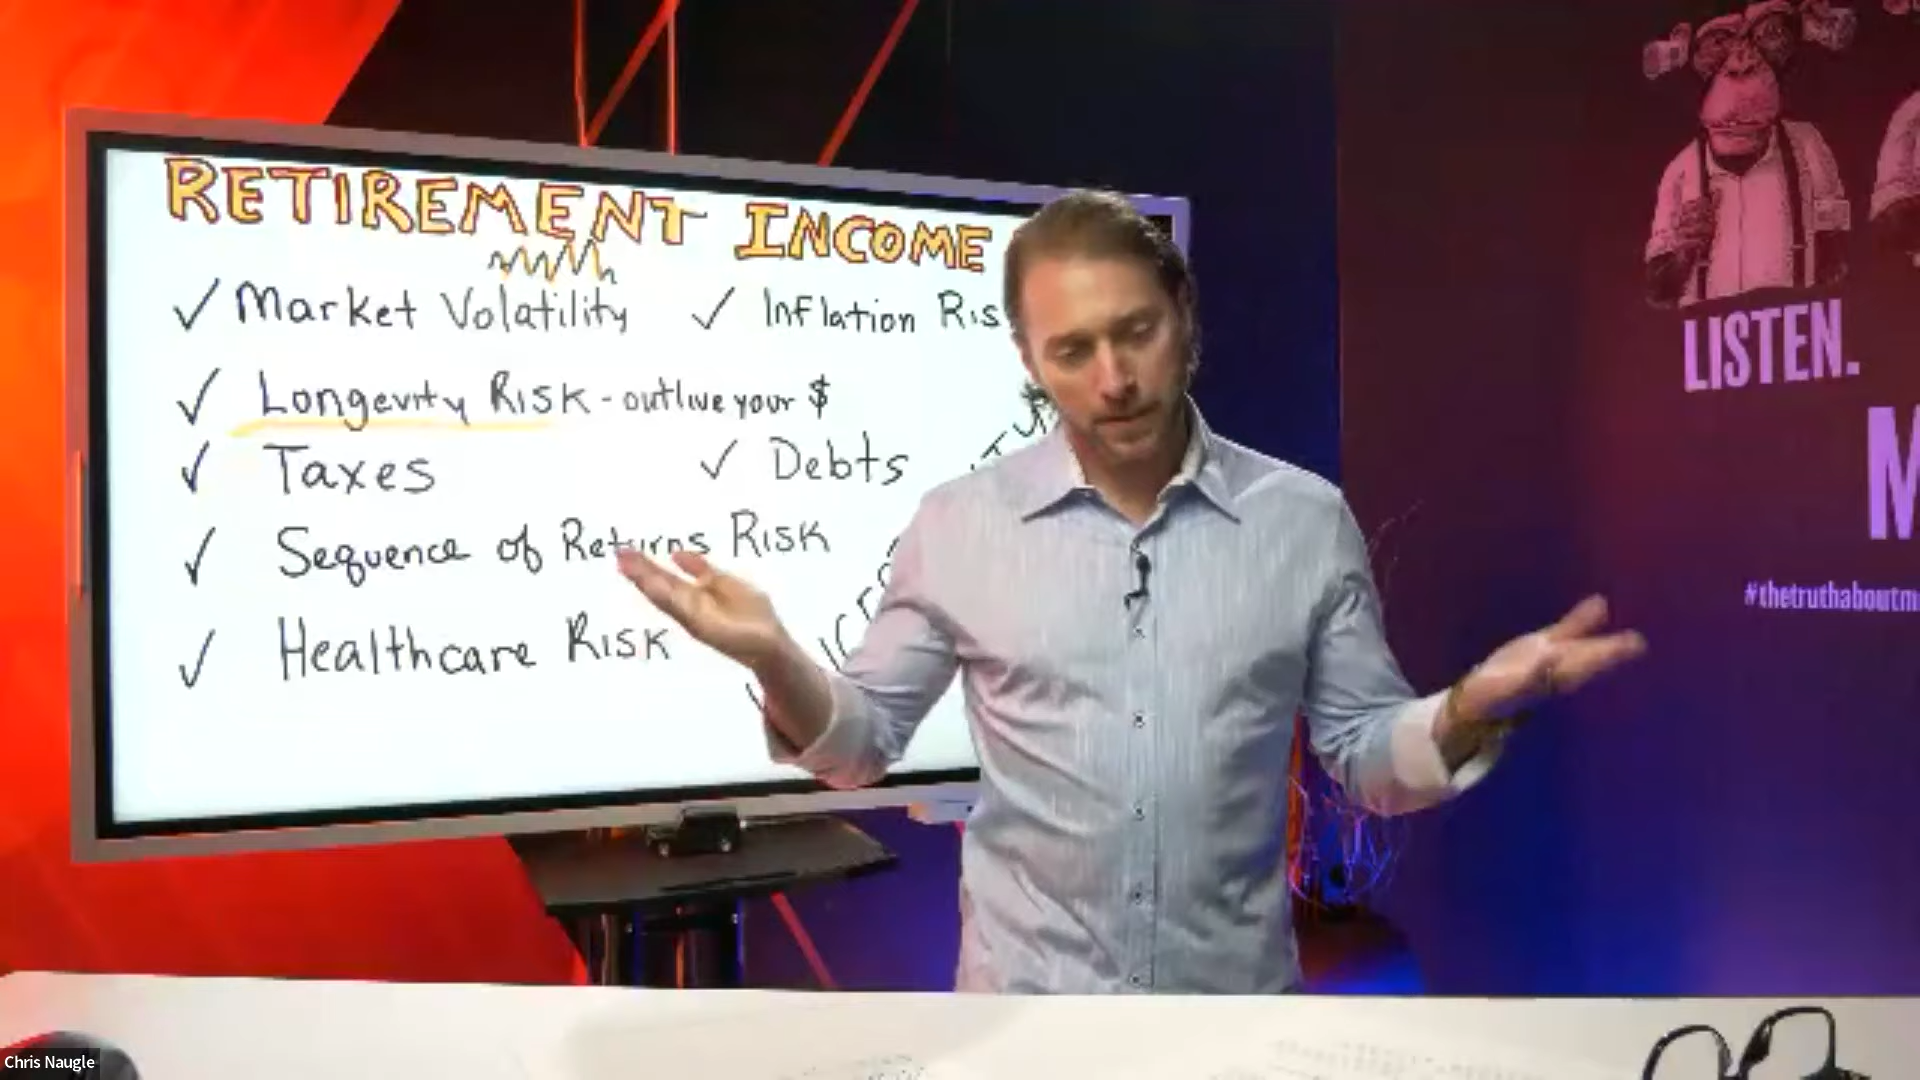 RETIREMENT INCOME
✓ Market Volatility ✓ Inflation Ris
✓ Longevity Risk - outlive your $
✓ Taxes ✓ Debts
✓ Sequence of Returns Risk
✓ Healthcare Risk
LISTEN.
M
#thetruthaboutm
Chris Naugle